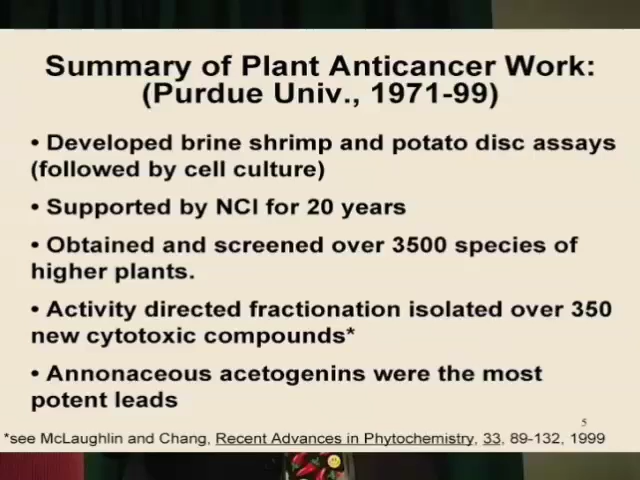 Summary of Plant Anticancer Work:
(Purdue Univ., 1971-99)
• Developed brine shrimp and potato disc assays
(followed by cell culture)
• Supported by NCI for 20 years
• Obtained and screened over 3500 species of
higher plants.
• Activity directed fractionation isolated over 350
new cytotoxic compounds*
• Annonaceous acetogenins were the most
potent leads
5
*see McLaughlin and Chang, Recent Advances in Phytochemistry, 33, 89-132, 1999